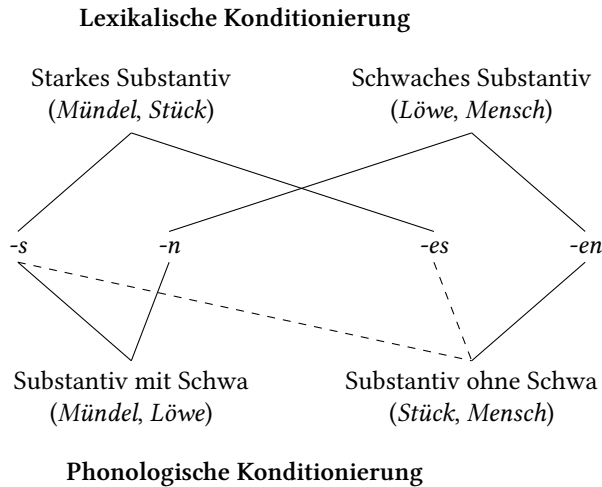 Lexikalische Konditionierung
Starkes Substantiv Schwaches Substantiv
(Mündel, Stück) (Löwe, Mensch)
-s -n -es -en
Substantiv mit Schwa Substantiv ohne Schwa
(Mündel, Löwe) (Stück, Mensch)
Phonologische Konditionierung